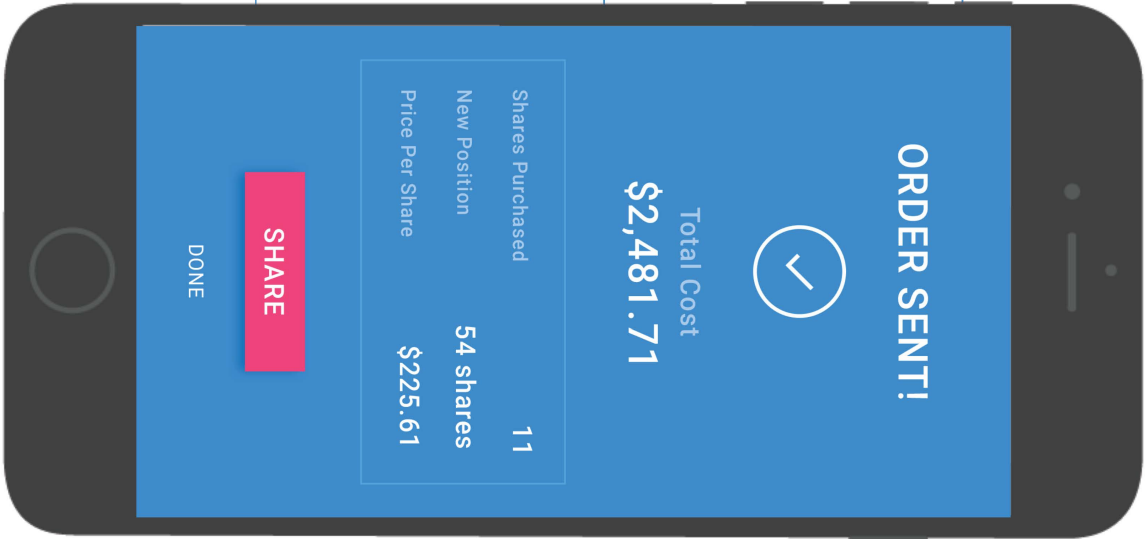 ORDER SENT!
Total Cost
$2,481.71
Shares Purchased 11
New Position 54 shares
Price Per Share $225.61
SHARE
DONE